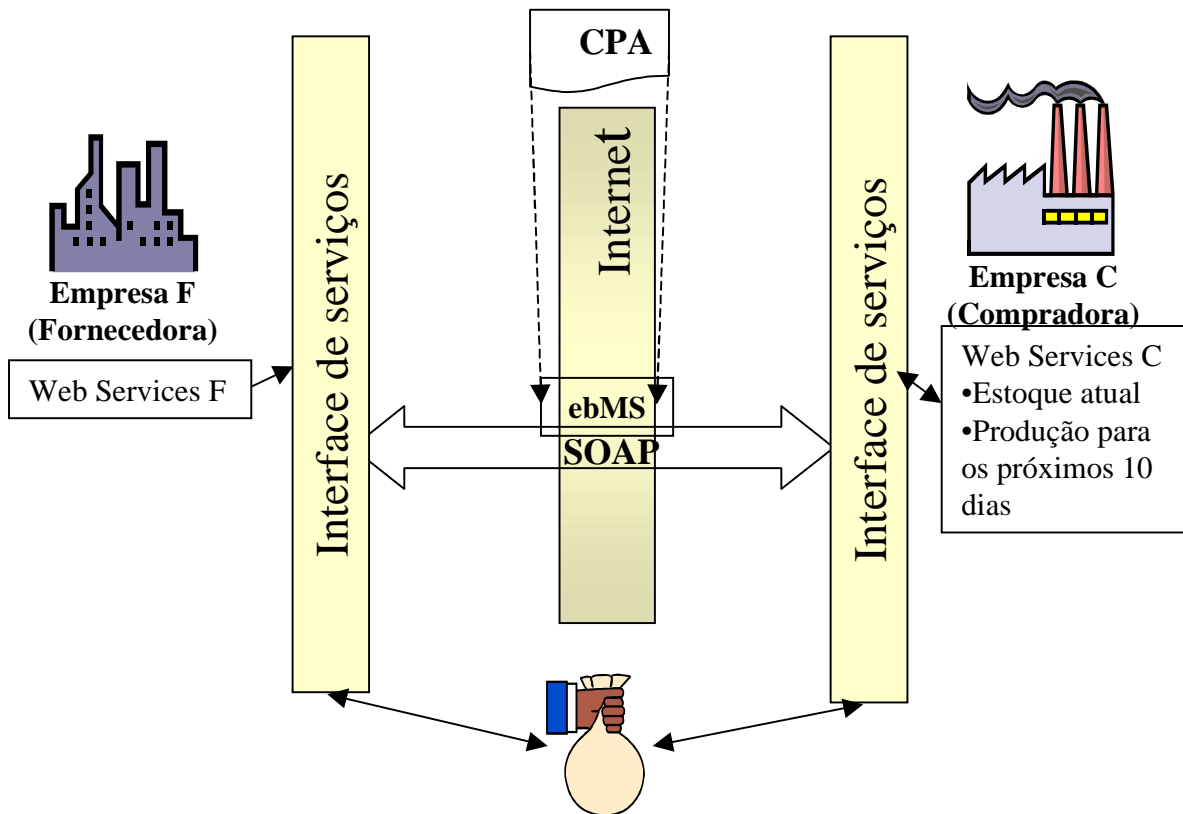 CPA
Internet
Interface de serviços
Interface de serviços
Empresa F
(Fornecedora)
Web Services F
Empresa C
(Compradora)
Web Services C
•Estoque atual
•Produção para
os próximos 10
dias
ebMS
SOAP